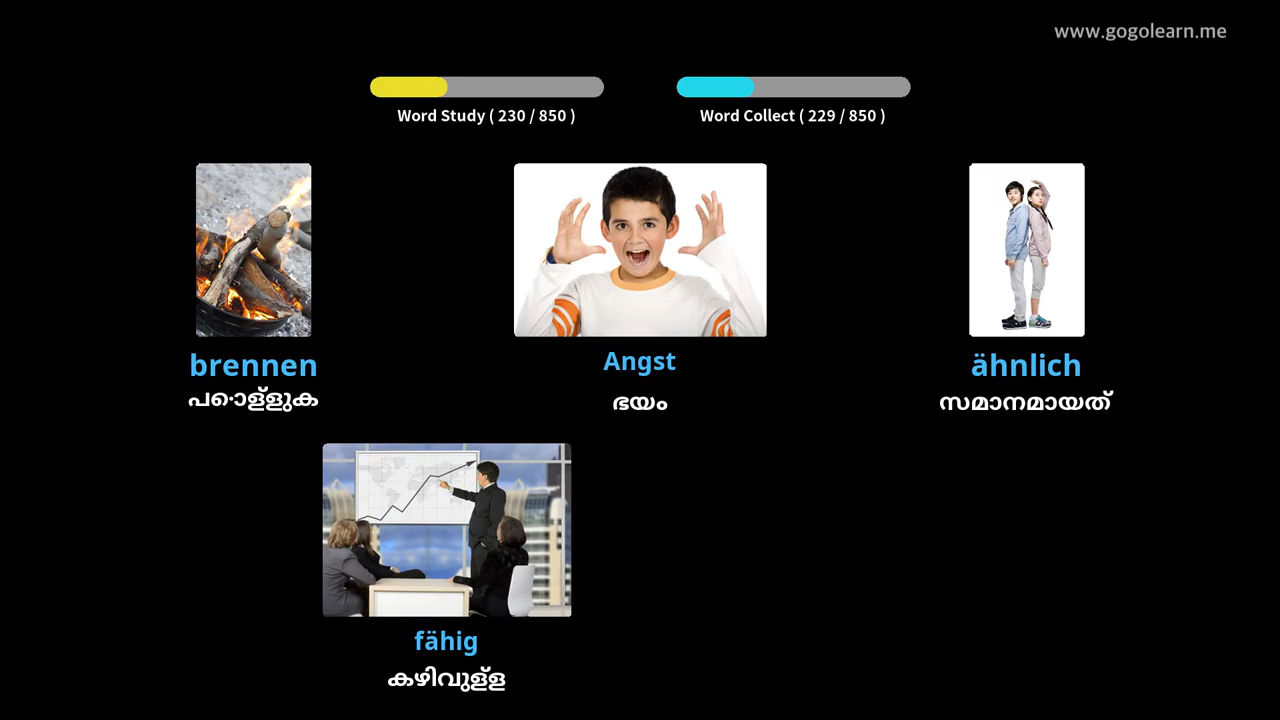 www.gogolearn.me
Word Study ( 230 / 850 )
Word Collect ( 229 / 850 )
brennen
Angst
ähnlich
പൊള്ളുക
ഭയം
സമാനമായത്
fähig
കഴിവുള്ള